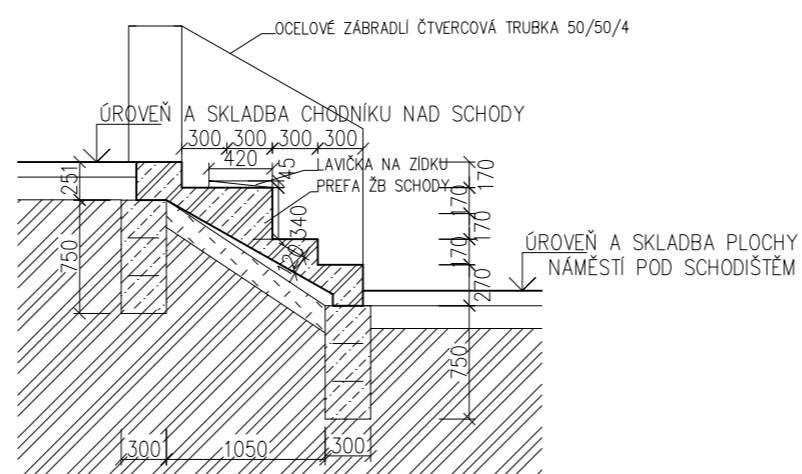 OCELOVÉ ZÁBRADLÍ ČTVERCOVÁ TRUBKA 50/50/4
ÚROVEŇ A SKLADBA CHODNÍKU NAD SCHODY
300 300 300 300
420
45
LAVIČKA NA ZÍDKU
PREFA ŽB SCHODY
251
750
340
120
170
170
170
170
270
750
ÚROVEŇ A SKLADBA PLOCHY
NÁMĚSTÍ POD SCHODIŠTĚM
300 1050 300